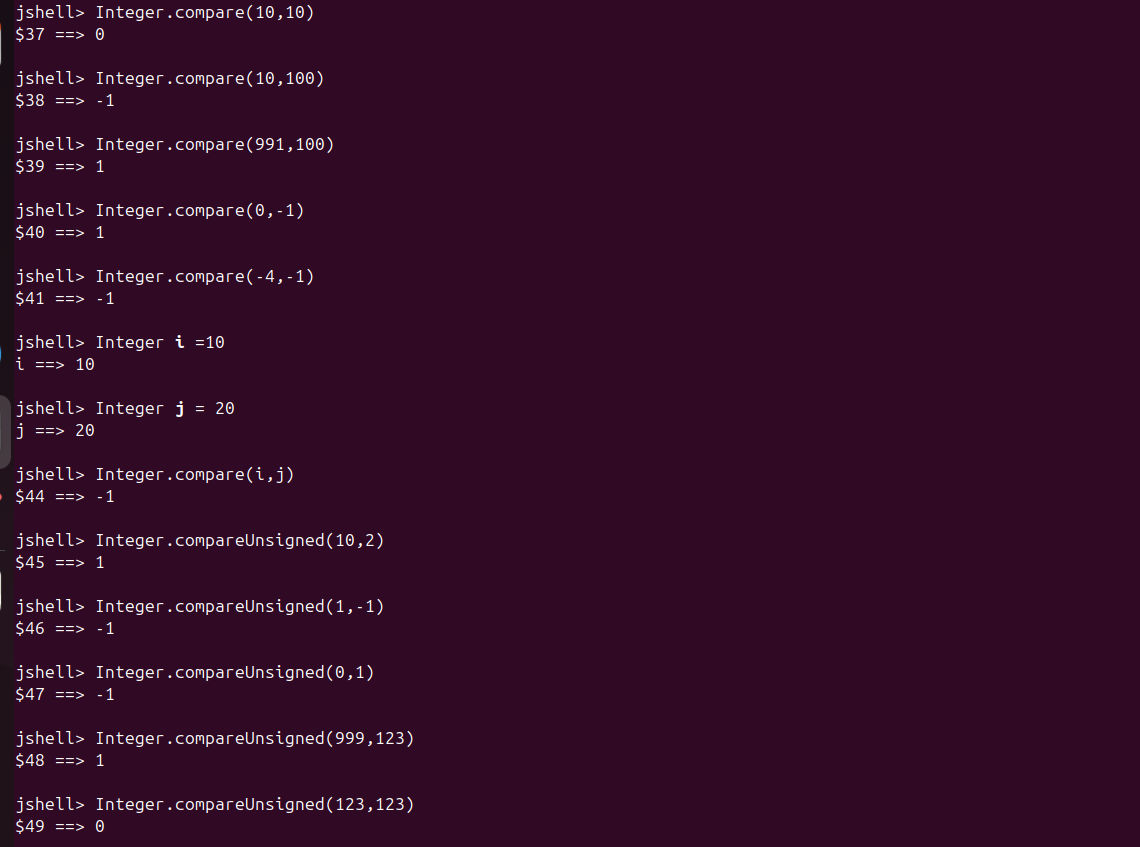 jshell> Integer.compare(10,10)
$37 ==> 0
jshell> Integer.compare(10,100)
$38 ==> -1
jshell> Integer.compare(991,100)
$39 ==> 1
jshell> Integer.compare(0,-1)
$40 ==> 1
jshell> Integer.compare(-4,-1)
$41 ==> -1
jshell> Integer i =10
i ==> 10
jshell> Integer j = 20
j ==> 20
jshell> Integer.compare(i,j)
$44 ==> -1
jshell> Integer.compareUnsigned(10,2)
$45 ==> 1
jshell> Integer.compareUnsigned(1,-1)
$46 ==> -1
jshell> Integer.compareUnsigned(0,1)
$47 ==> -1
jshell> Integer.compareUnsigned(999,123)
$48 ==> 1
jshell> Integer.compareUnsigned(123,123)
$49 ==> 0